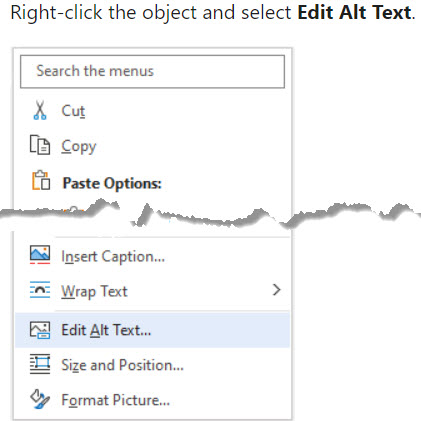 Right-click the object and select Edit Alt Text.
Search the menus
Cut
Copy
Paste Options:
Insert Caption...
Wrap Text
Edit Alt Text...
Size and Position...
Format Picture...